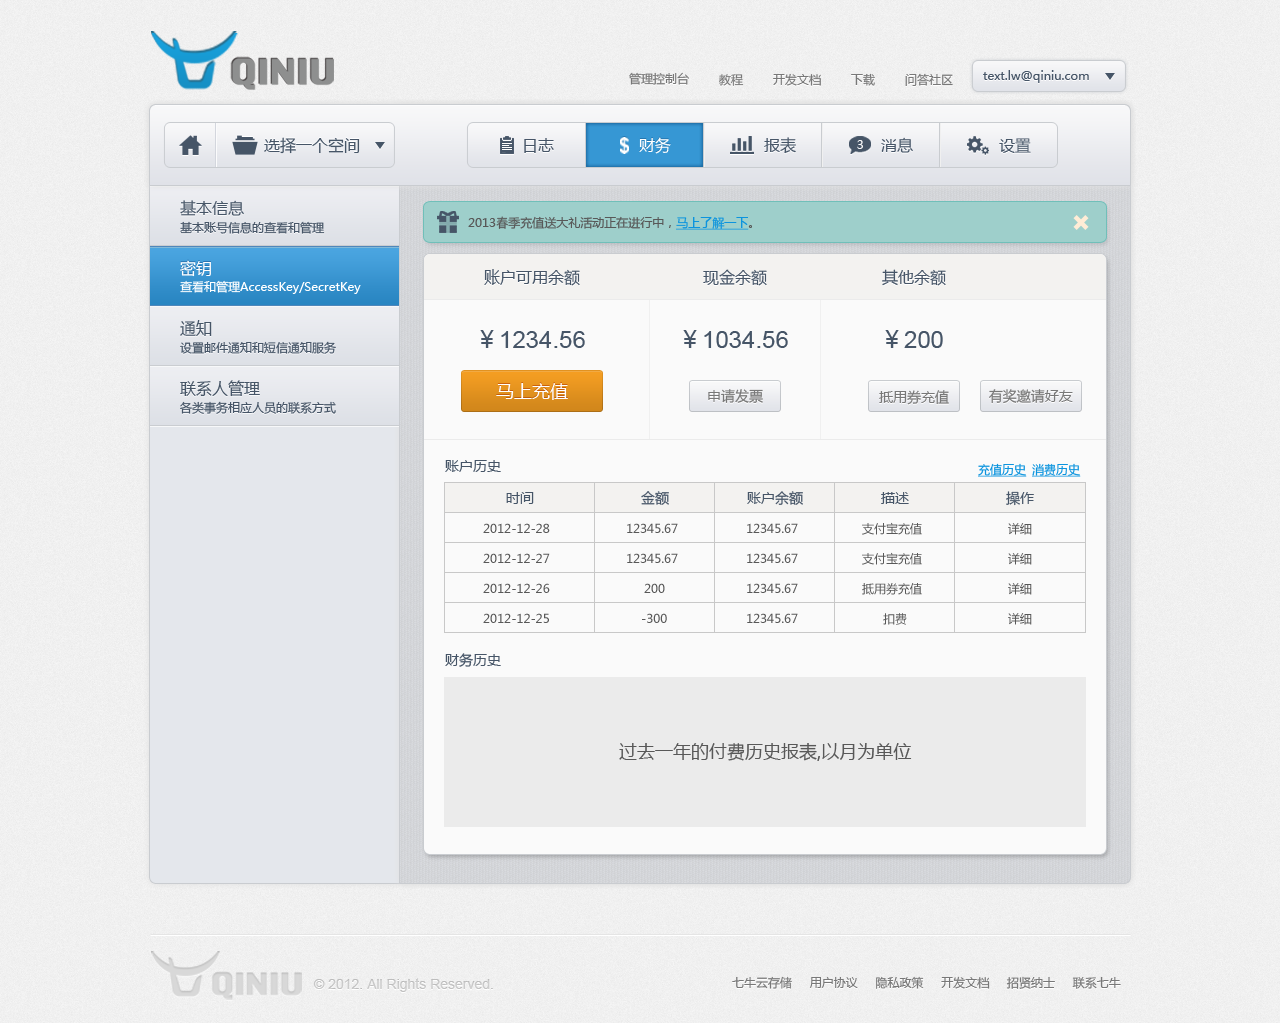 QINIU
管理控制台 教程 开发文档 下载 问答社区 text.lw@qiniu.com
选择一个空间 日志 $ 财务 报表 3 消息 设置
基本信息
基本账号信息的查看和管理
密钥
查看和管理AccessKey/SecretKey
通知
设置邮件通知和短信通知服务
联系人管理
各类事务相应人员的联系方式
2013春季充值送大礼活动正在进行中，马上了解一下。
账户可用余额 现金余额 其他余额
¥ 1234.56 ¥ 1034.56 ¥ 200
马上充值 申请发票 抵用券充值 有奖邀请好友
账户历史 充值历史 消费历史
时间 金额 账户余额 描述 操作
2012-12-28 12345.67 12345.67 支付宝充值 详细
2012-12-27 12345.67 12345.67 支付宝充值 详细
2012-12-26 200 12345.67 抵用券充值 详细
2012-12-25 -300 12345.67 扣费 详细
财务历史
过去一年的付费历史报表,以月为单位
QINIU © 2012. All Rights Reserved. 七牛云存储 用户协议 隐私政策 开发文档 招贤纳士 联系七牛